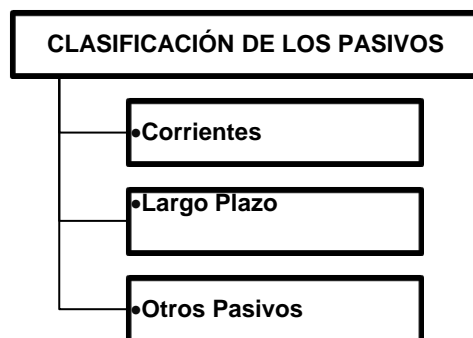 CLASIFICACIÓN DE LOS PASIVOS
•Corrientes
•Largo Plazo
•Otros Pasivos